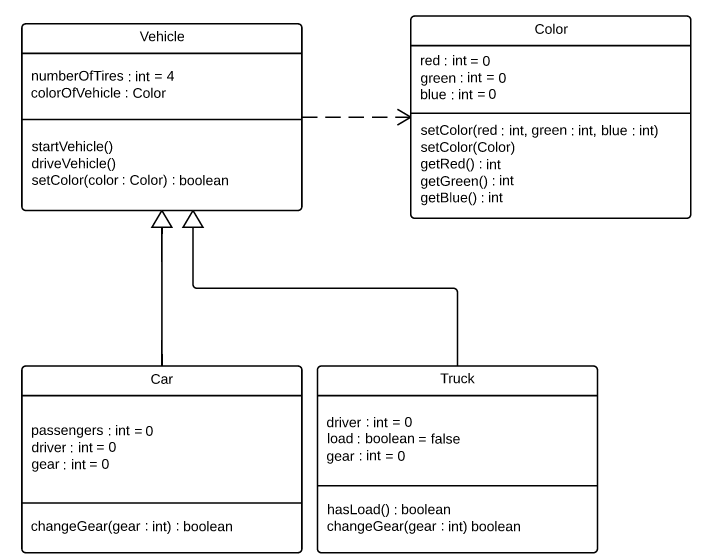 Vehicle
numberOfTires : int = 4
colorOfVehicle : Color
startVehicle()
driveVehicle()
setColor(color : Color) : boolean
Color
red : int = 0
green : int = 0
blue : int = 0
setColor(red : int, green : int, blue : int)
setColor(Color)
getRed() : int
getGreen() : int
getBlue() : int
Car
passengers : int = 0
driver : int = 0
gear : int = 0
changeGear(gear : int) : boolean
Truck
driver : int = 0
load : boolean = false
gear : int = 0
hasLoad() : boolean
changeGear(gear : int) boolean